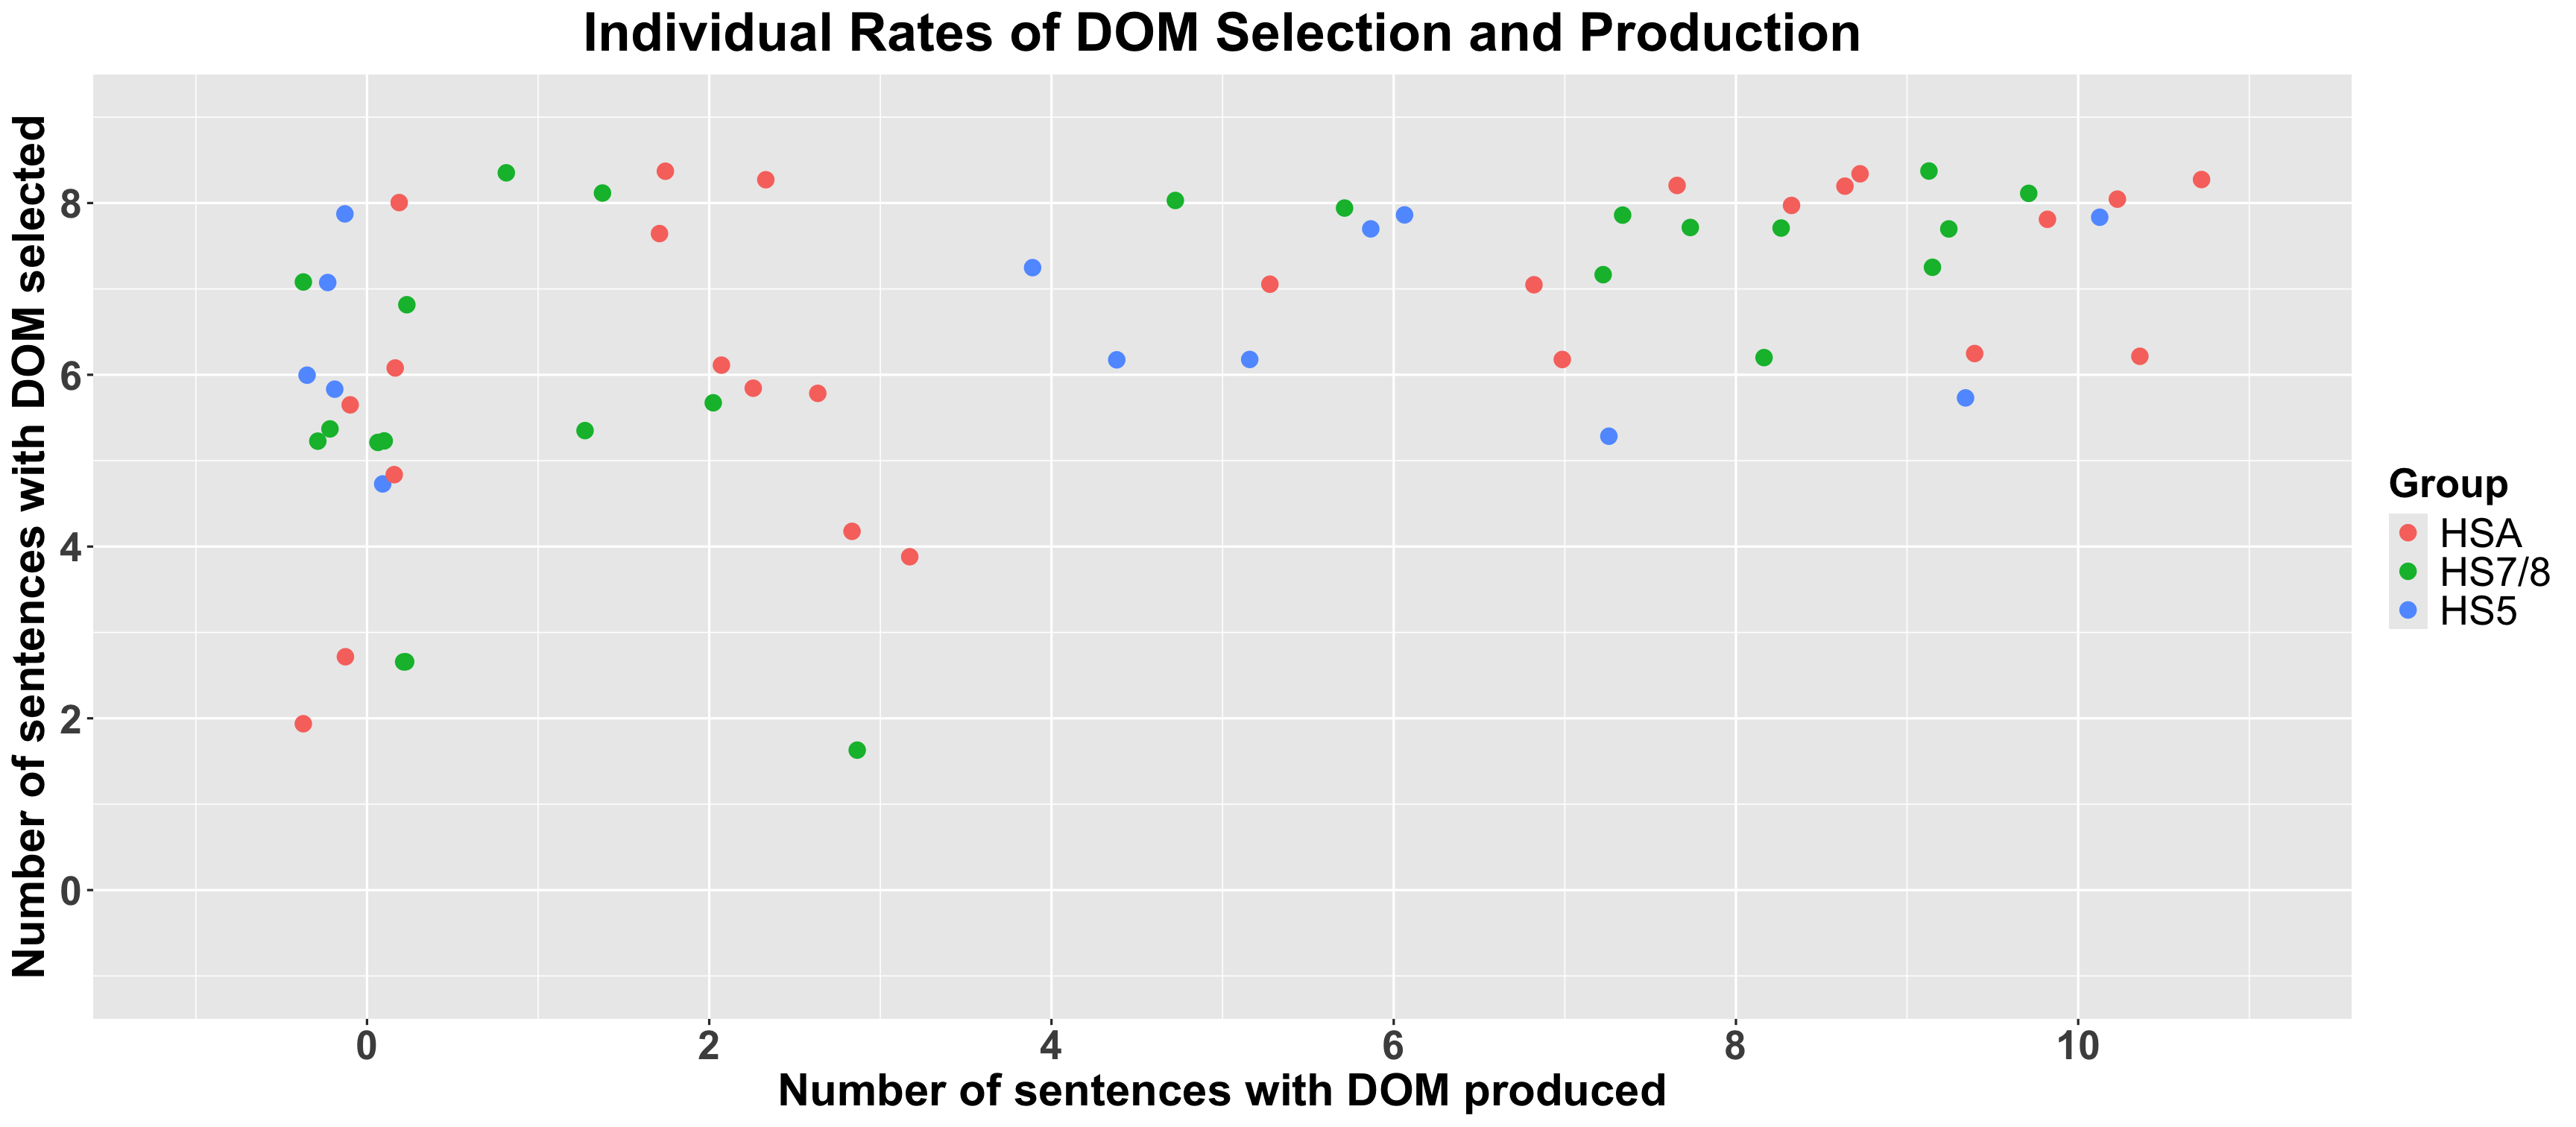 Individual Rates of DOM Selection and Production
Number of sentences with DOM selected
8
6
4
2
0
0 2 4 6 8 10
Number of sentences with DOM produced
Group
HSA
HS7/8
HS5